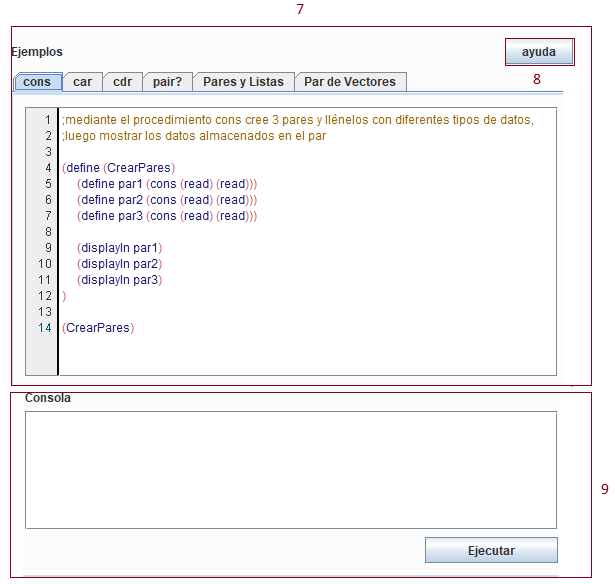 7
Ejemplos
ayuda
8
cons car cdr pair? Pares y Listas Par de Vectores
1 ;mediante el procedimiento cons cree 3 pares y llénelos con diferentes tipos de datos,
2 ;luego mostrar los datos almacenados en el par
3
4 (define (CrearPares)
5 (define par1 (cons (read) (read)))
6 (define par2 (cons (read) (read)))
7 (define par3 (cons (read) (read)))
8
9 (displayln par1)
10 (displayln par2)
11 (displayln par3)
12 )
13
14 (CrearPares)
Consola
9
Ejecutar